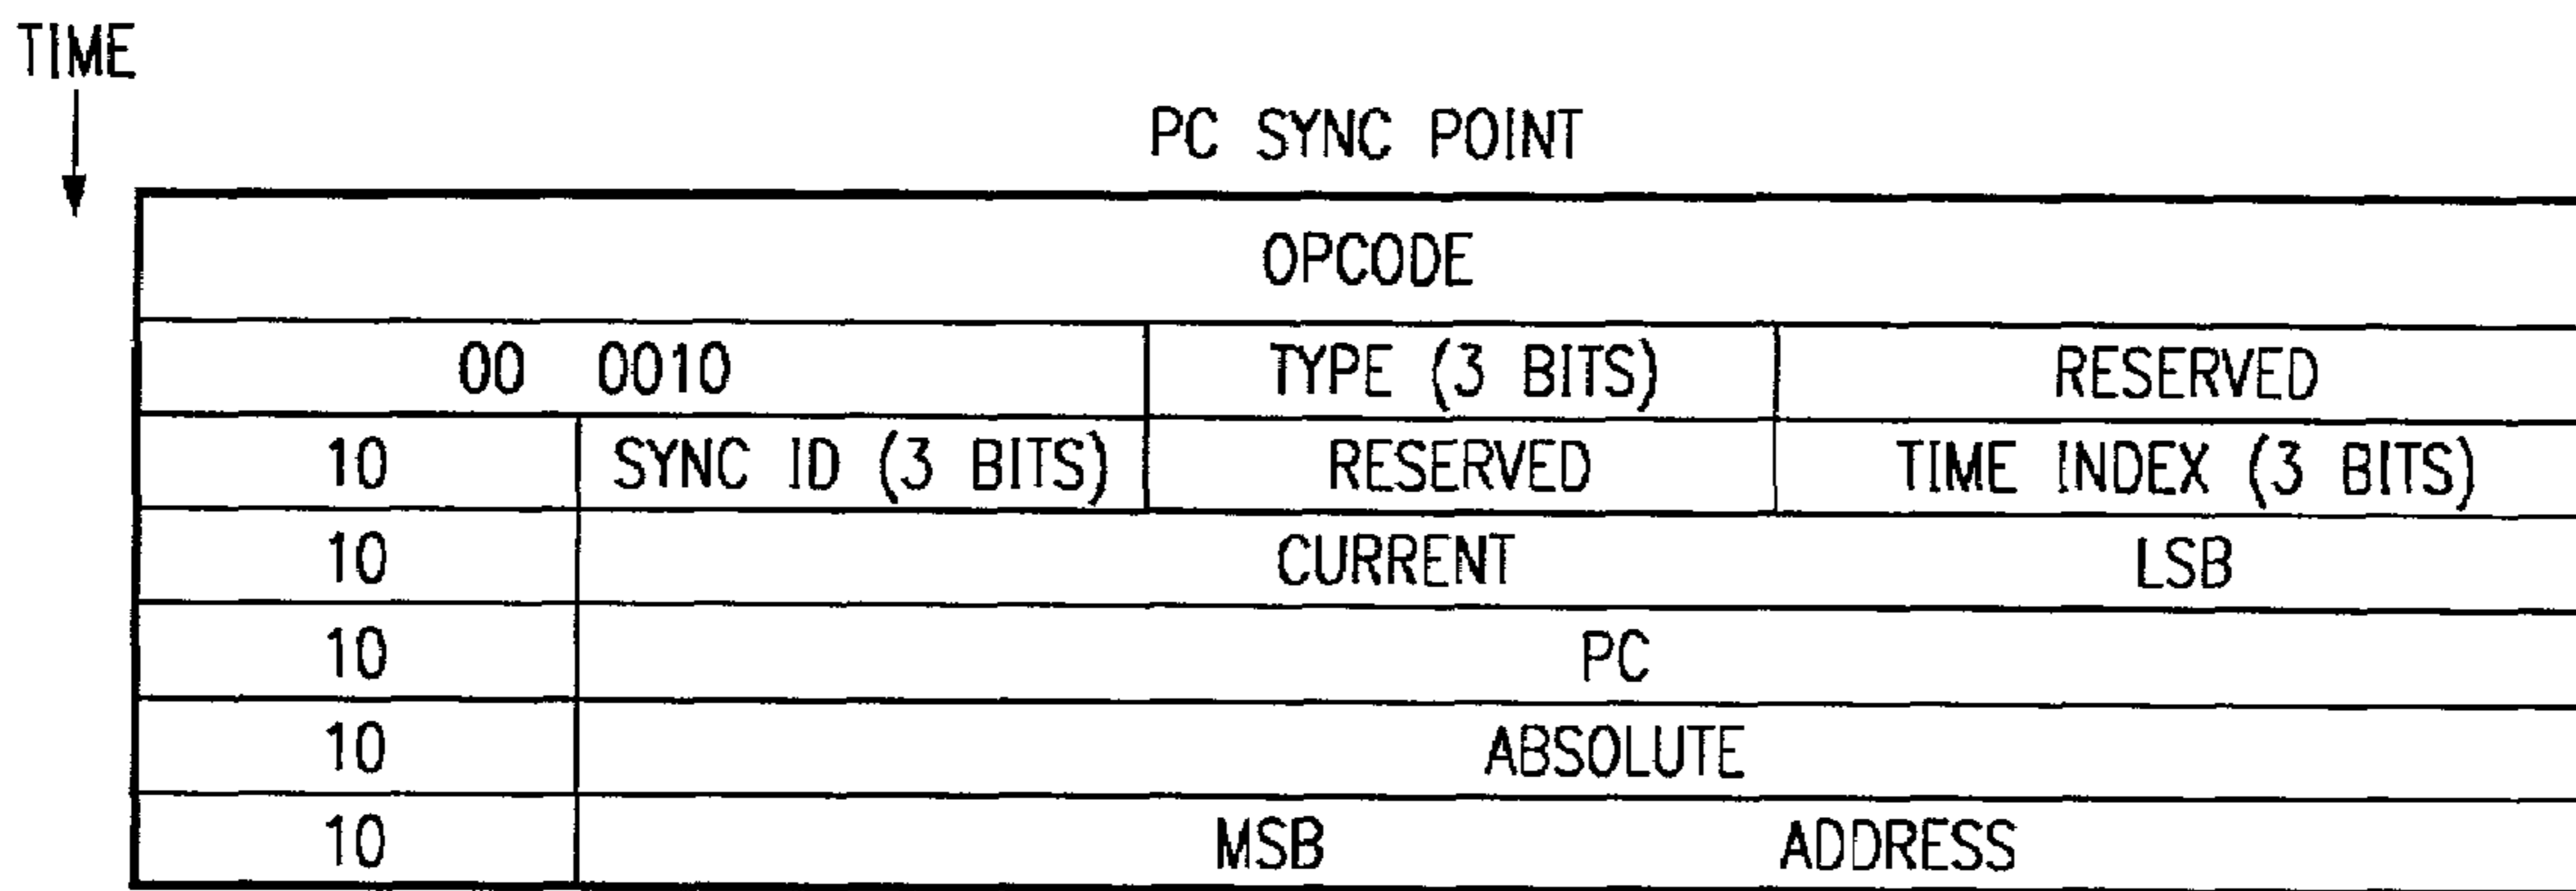 TIME
PC SYNC POINT
OPCODE
00 0010 TYPE (3 BITS) RESERVED
10 SYNC ID (3 BITS) RESERVED TIME INDEX (3 BITS)
10 CURRENT LSB
10 PC
10 ABSOLUTE
10 MSB ADDRESS